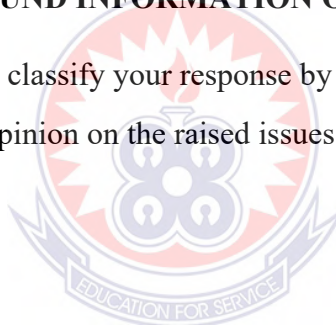 UND INFORMATION O
classify your response by
pinion on the raised issues
EDUCATION FOR SERVICE